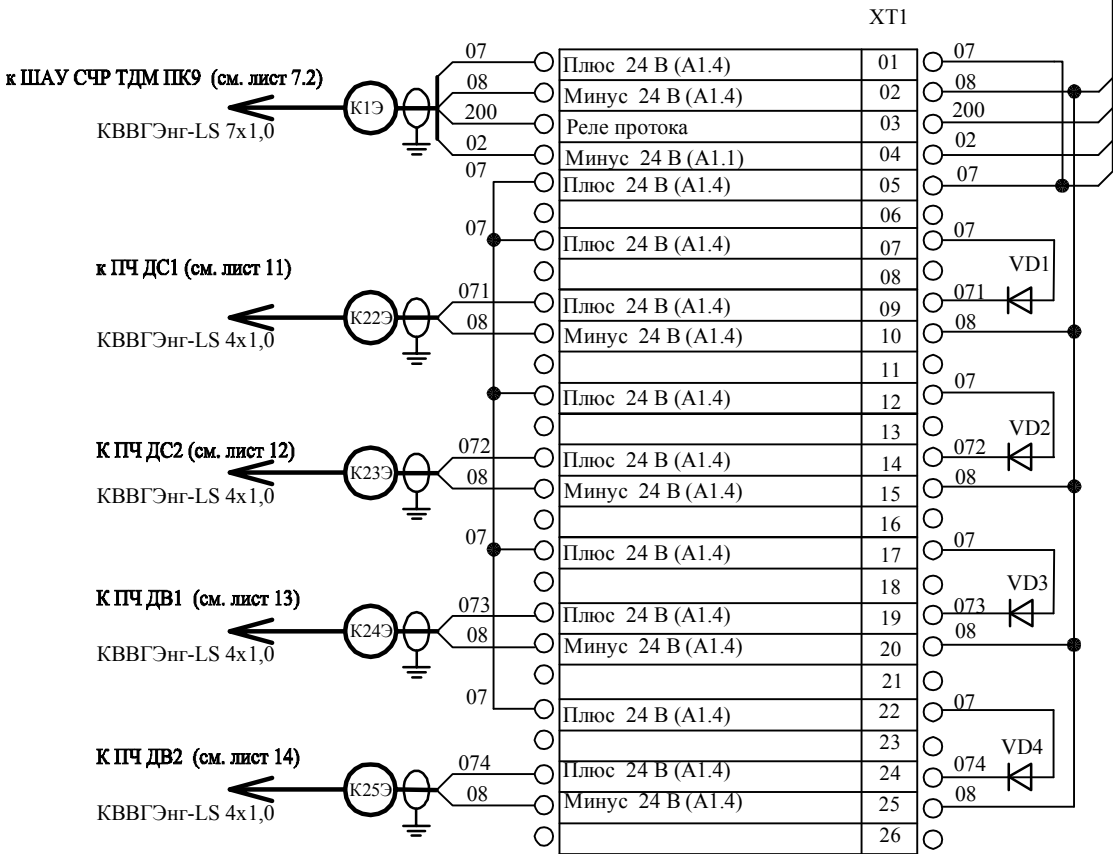 XT1
07 Плюс 24 В (А1.4) 01 07
к ШАУ СЧР ТДМ ПК9 (см. лист 7.2)
08 Минус 24 В (А1.4) 02 08
К1Э
200 Реле протока 03 200
КВВГЭнг-LS 7х1,0
02 Минус 24 В (А1.1) 04 02
07 Плюс 24 В (А1.4) 05 07
06
07 Плюс 24 В (А1.4) 07 07
к ПЧ ДС1 (см. лист 11)
08
VD1
071 Плюс 24 В (А1.4) 09 071
К22Э
08 Минус 24 В (А1.4) 10 08
КВВГЭнг-LS 4х1,0
11
Плюс 24 В (А1.4) 12 07
13
VD2
К ПЧ ДС2 (см. лист 12)
072 Плюс 24 В (А1.4) 14 072
К23Э
08 Минус 24 В (А1.4) 15 08
КВВГЭнг-LS 4х1,0
16
07 Плюс 24 В (А1.4) 17 07
18
VD3
К ПЧ ДВ1 (см. лист 13)
073 Плюс 24 В (А1.4) 19 073
К24Э
08 Минус 24 В (А1.4) 20 08
КВВГЭнг-LS 4х1,0
21
07 Плюс 24 В (А1.4) 22 07
23
VD4
К ПЧ ДВ2 (см. лист 14)
074 Плюс 24 В (А1.4) 24 074
К25Э
08 Минус 24 В (А1.4) 25 08
КВВГЭнг-LS 4х1,0
26